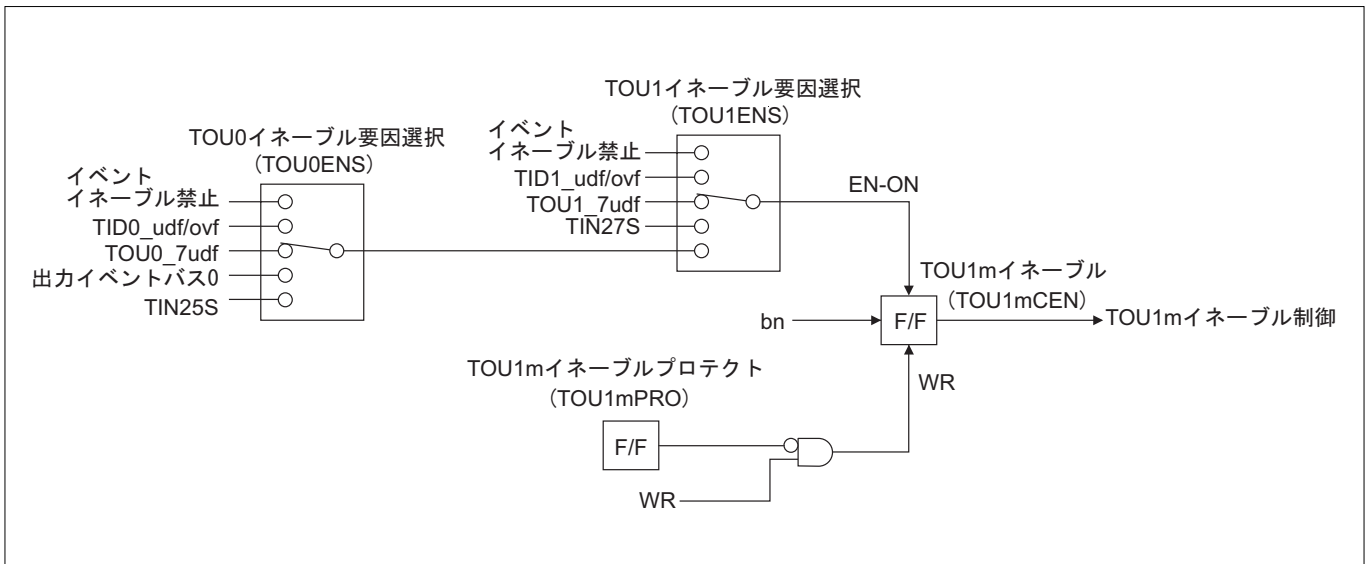 TOU1イネーブル要因選択
（TOU1ENS）
イベント
イネーブル禁止
TID1_udf/ovf
TOU1_7udf
TIN27S
TOU0イネーブル要因選択
（TOU0ENS）
イベント
イネーブル禁止
TID0_udf/ovf
TOU0_7udf
出力イベントバス0
TIN25S
EN-ON
TOU1mイネーブル
（TOU1mCEN）
bn
F/F
TOU1mイネーブル制御
WR
TOU1mイネーブルプロテクト
（TOU1mPRO）
F/F
WR